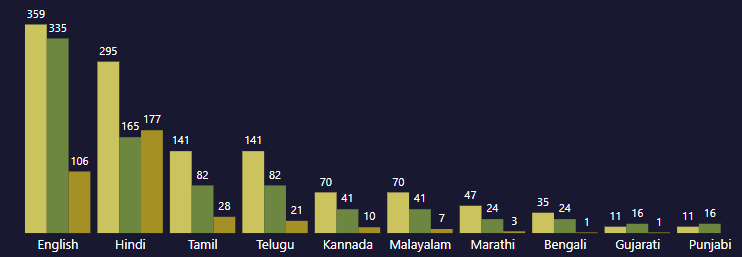 359 335 106
295 165 177
141 82 28
141 82 21
70 41 10
70 41 7
47 24 3
35 24 1
11 16 1
11 16
English Hindi Tamil Telugu Kannada Malayalam Marathi Bengali Gujarati Punjabi